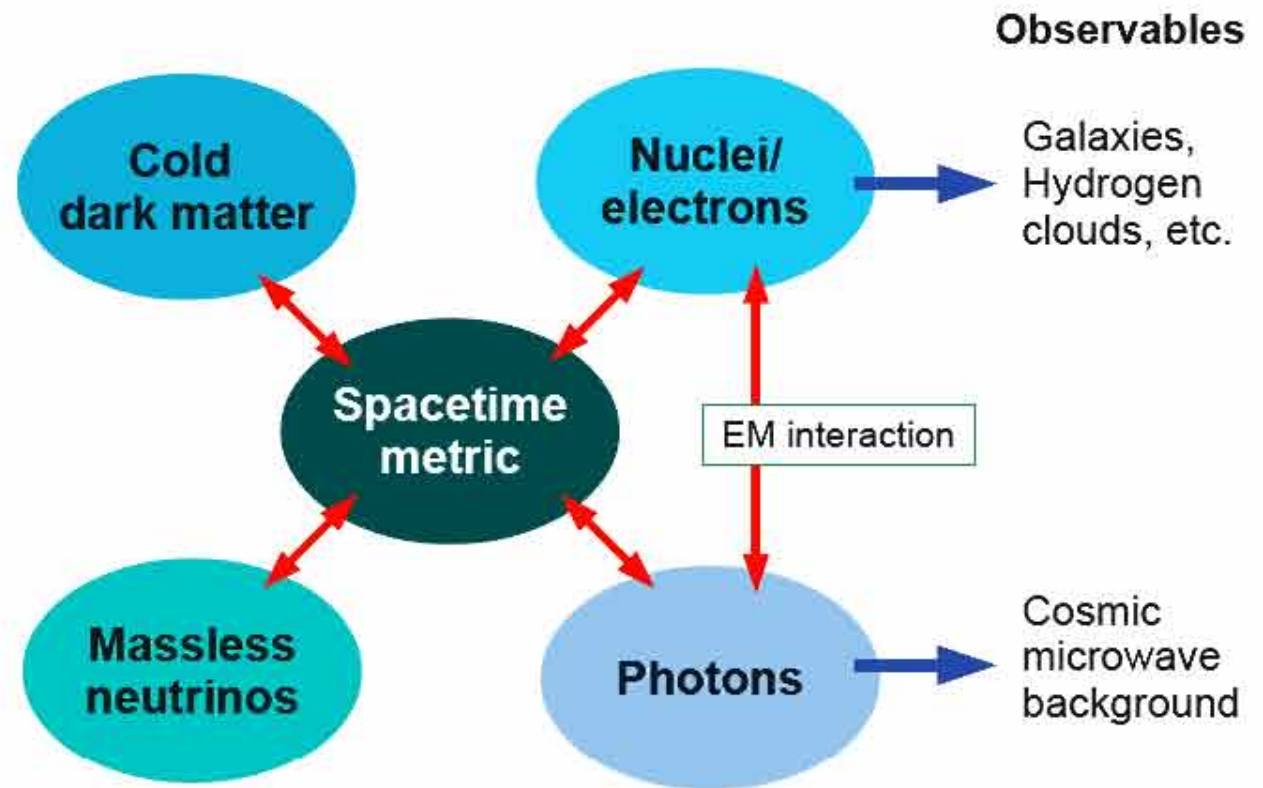 Observables
Cold
dark matter
Nuclei/
electrons
Galaxies,
Hydrogen
clouds, etc.
Spacetime
metric
EM interaction
Massless
neutrinos
Photons
Cosmic
microwave
background